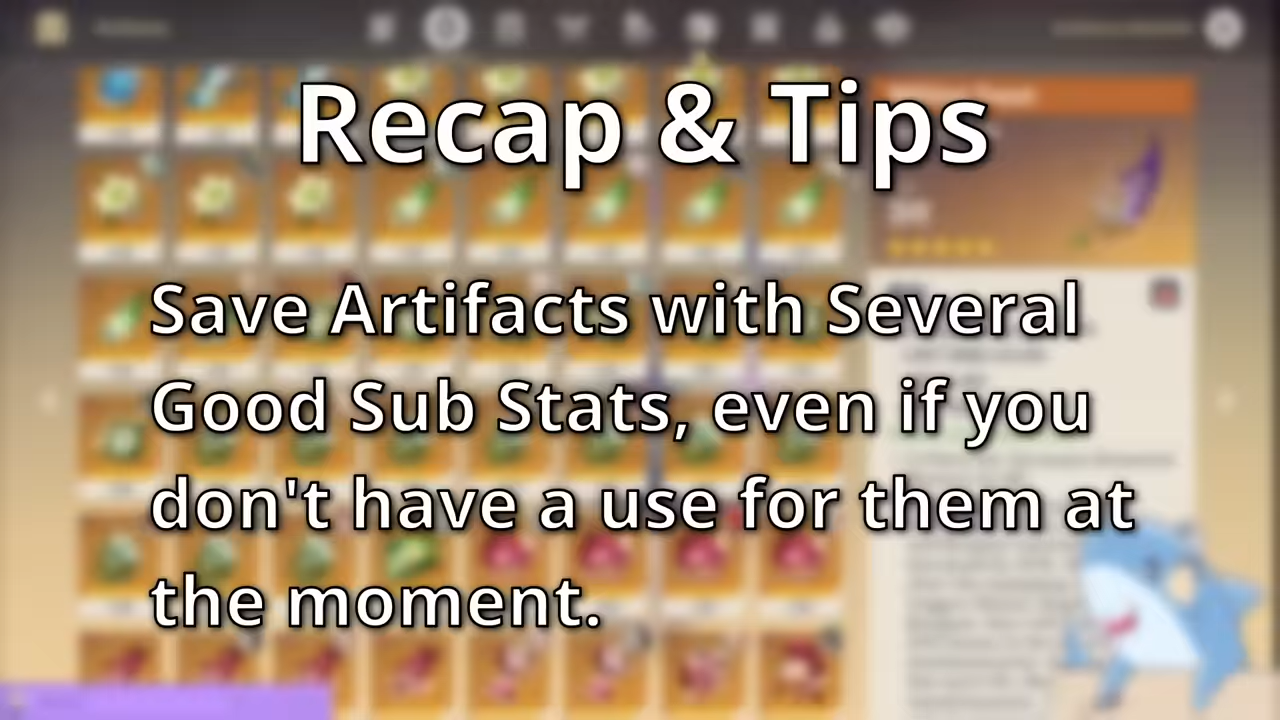 Recap & Tips
Save Artifacts with Several
Good Sub Stats, even if you
don't have a use for them at
the moment.